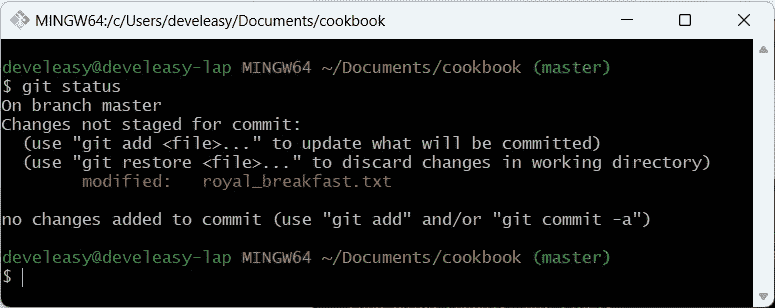 MINGW64:/c/Users/develeasy/Documents/cookbook
develeasy@develeasy-lap MINGW64 ~/Documents/cookbook (master)
$ git status
On branch master
Changes not staged for commit:
  (use "git add <file>..." to update what will be committed)
  (use "git restore <file>..." to discard changes in working directory)
        modified:   royal_breakfast.txt
no changes added to commit (use "git add" and/or "git commit -a")
develeasy@develeasy-lap MINGW64 ~/Documents/cookbook (master)
$